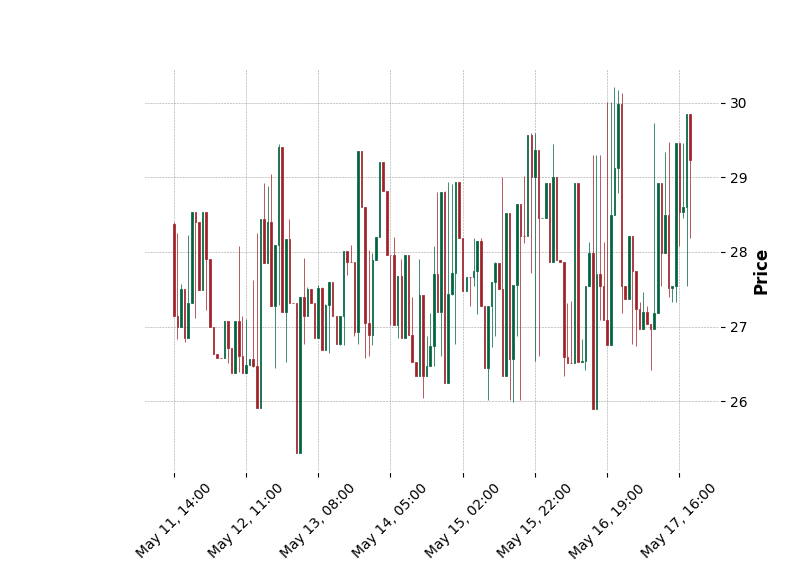 30
29
28
27
26
Price
May 11, 14:00
May 12, 11:00
May 13, 08:00
May 14, 05:00
May 15, 02:00
May 15, 22:00
May 16, 19:00
May 17, 16:00